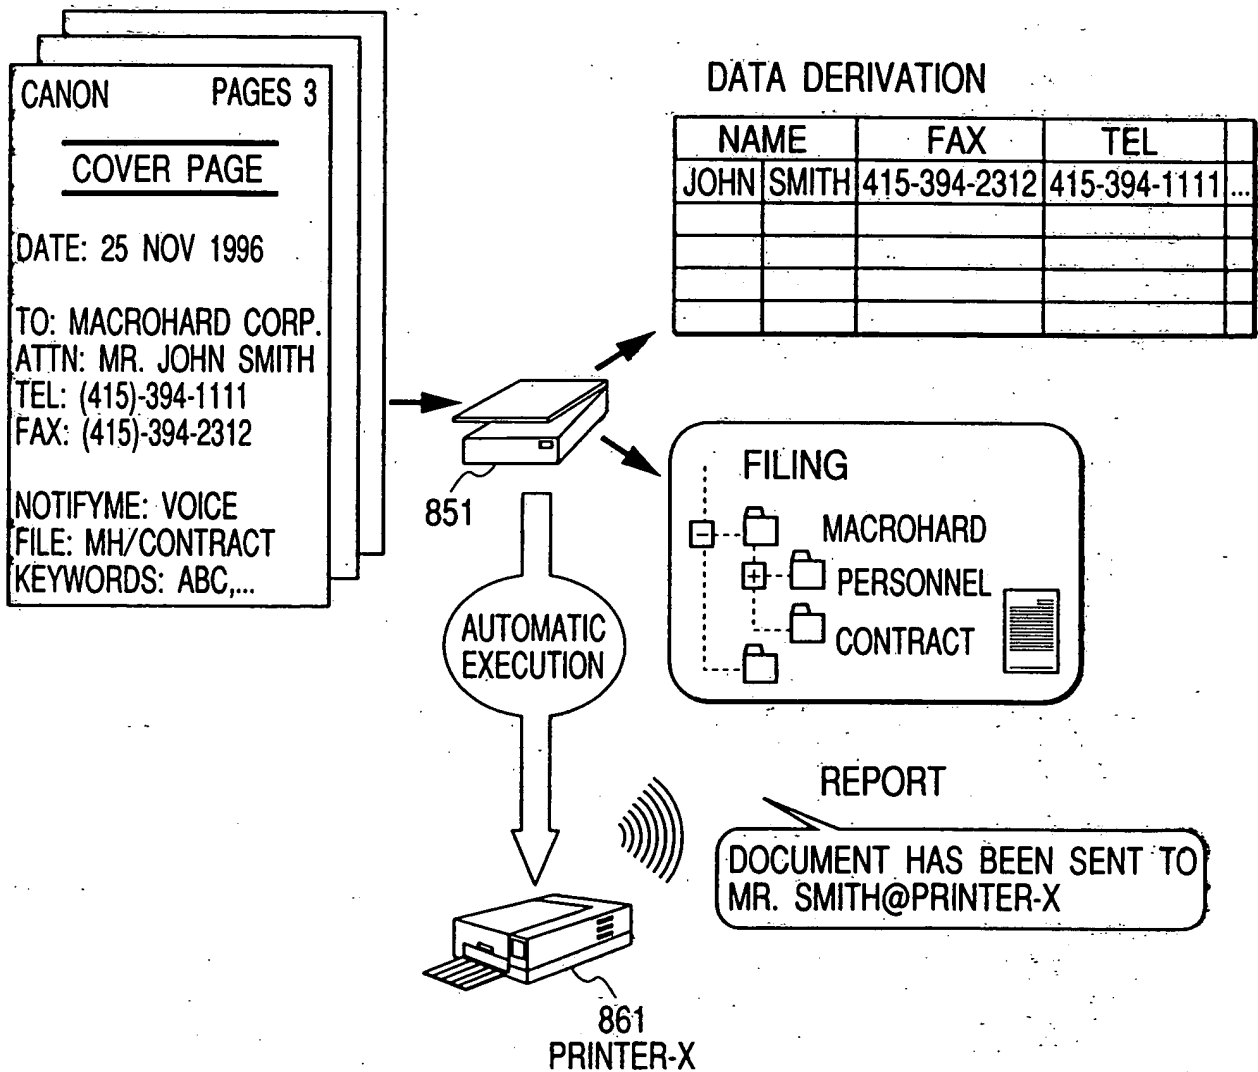 CANON PAGES 3
COVER PAGE
DATE: 25 NOV 1996
TO: MACROHARD CORP.
ATTN: MR. JOHN SMITH
TEL: (415)-394-1111
FAX: (415)-394-2312
NOTIFYME: VOICE
FILE: MH/CONTRACT
KEYWORDS: ABC,...
851
DATA DERIVATION
NAME FAX TEL
JOHN SMITH 415-394-2312 415-394-1111 ...
FILING
MACROHARD
PERSONNEL
CONTRACT
AUTOMATIC
EXECUTION
REPORT
DOCUMENT HAS BEEN SENT TO
MR. SMITH@PRINTER-X
861
PRINTER-X